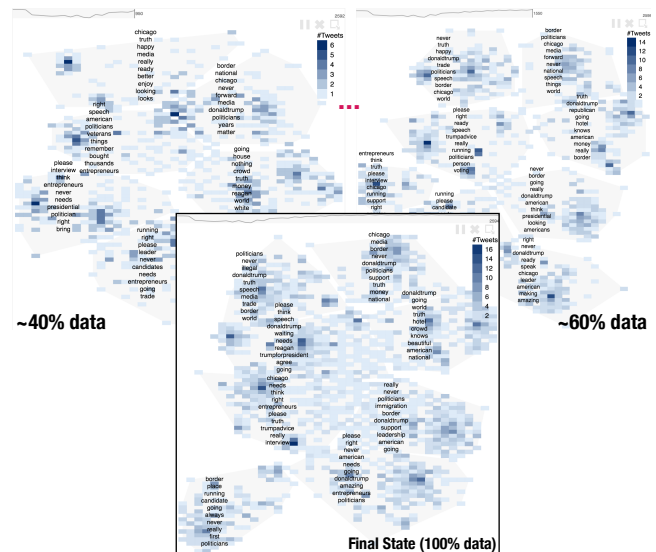 950
2592
#Tweets
6
5
4
3
2
1
chicago
truth
happy
media
really
ready
better
enjoy
looking
looks
border
national
chicago
never
forward
media
donaldtrump
politicians
years
matter
right
speech
american
politicians
veterans
things
remember
bought
thousands
entrepreneurs
please
interview
think
entrepreneurs
never
needs
presidential
politician
right
bring
going
house
nothing
crowd
truth
money
reagan
world
white
running
right
please
leader
never
candidates
needs
entrepreneurs
going
trade
~40% data
1590
#Tweets
14
12
10
8
6
4
2
never
truth
happy
donaldtrump
trade
politicians
speech
border
chicago
world
border
politicians
chicago
media
forward
never
national
speech
things
world
truth
donaldtrump
republican
going
hotel
knows
american
money
really
border
please
right
ready
speech
trumpadvice
really
running
politicians
person
voting
entrepreneurs
think
truth
please
interview
chicago
running
support
right
running
please
candidate
never
border
going
really
donaldtrump
american
think
presidential
looking
americans
right
never
donaldtrump
ready
speak
chicago
leader
american
making
amazing
~60% data
#Tweets
16
14
12
10
8
6
4
2
chicago
media
border
never
donaldtrump
politicians
support
truth
money
national
politicians
never
illegal
donaldtrump
truth
speech
media
trade
border
world
please
think
speech
donaldtrump
waiting
needs
reagan
trumpforpresident
agree
going
donaldtrump
going
world
truth
hotel
crowd
knows
beautiful
american
national
chicago
needs
think
right
entrepreneurs
please
truth
trumpadvice
really
interview
really
never
politicians
immigration
border
donaldtrump
support
leadership
american
going
please
right
never
american
needs
going
donaldtrump
amazing
entrepreneurs
politicians
border
place
running
candidate
going
always
never
really
first
politicians
Final State (100% data)